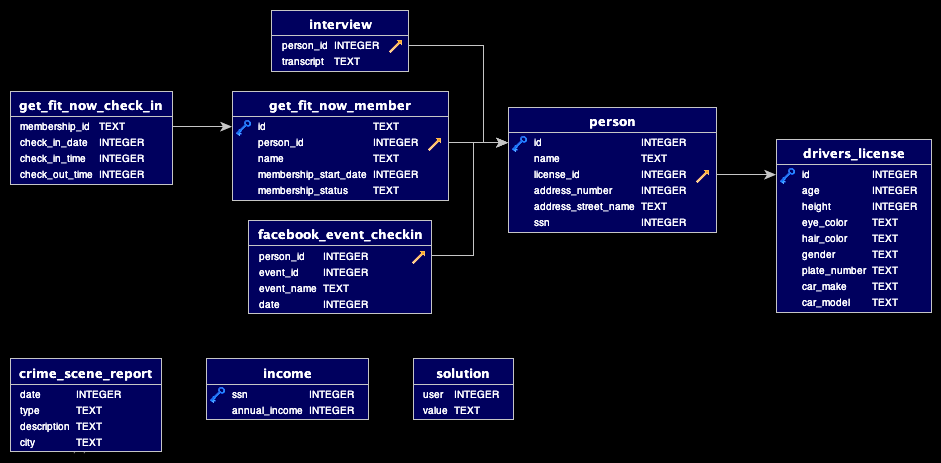 interview
person_id INTEGER
transcript TEXT
get_fit_now_check_in
membership_id TEXT
check_in_date INTEGER
check_in_time INTEGER
check_out_time INTEGER
get_fit_now_member
id TEXT
person_id INTEGER
name TEXT
membership_start_date INTEGER
membership_status TEXT
person
id INTEGER
name TEXT
license_id INTEGER
address_number INTEGER
address_street_name TEXT
ssn INTEGER
drivers_license
id INTEGER
age INTEGER
height INTEGER
eye_color TEXT
hair_color TEXT
gender TEXT
plate_number TEXT
car_make TEXT
car_model TEXT
facebook_event_checkin
person_id INTEGER
event_id INTEGER
event_name TEXT
date INTEGER
crime_scene_report
date INTEGER
type TEXT
description TEXT
city TEXT
income
ssn INTEGER
annual_income INTEGER
solution
user INTEGER
value TEXT